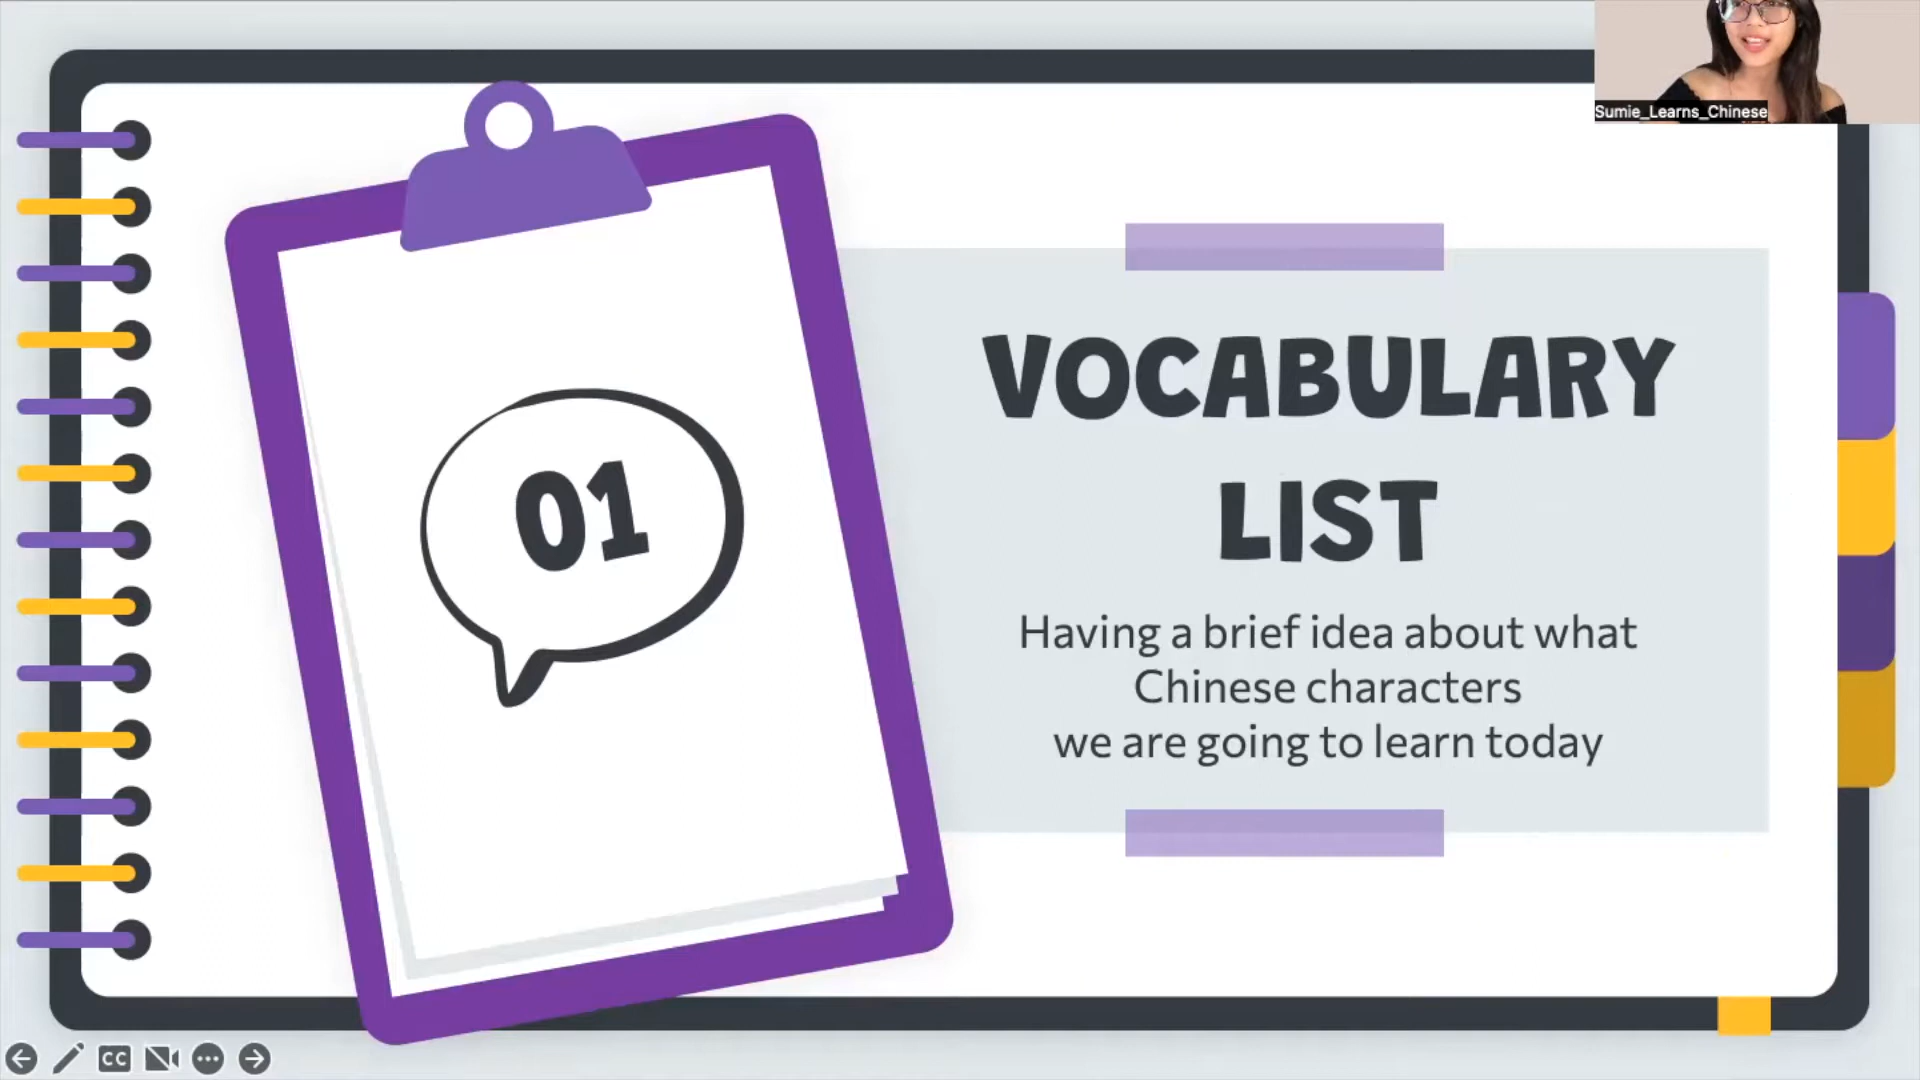 Sumie_Learns_Chinese
01
VOCABULARY
LIST
Having a brief idea about what
Chinese characters
we are going to learn today
CC